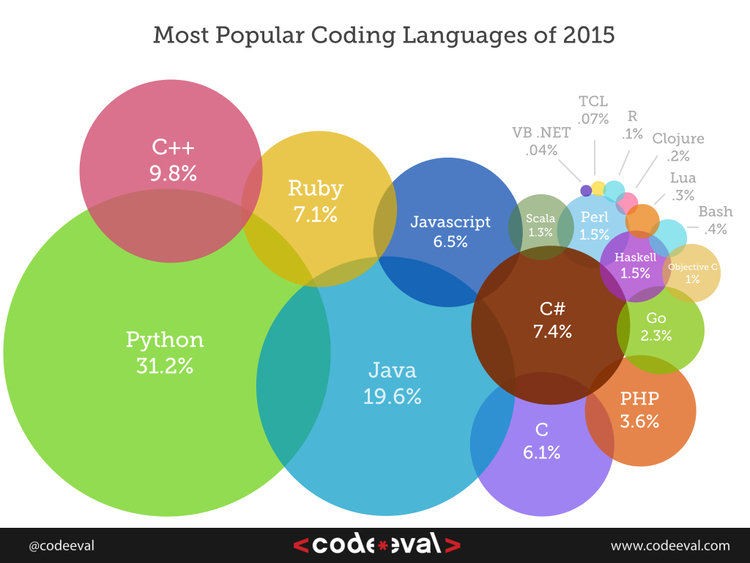 Most Popular Coding Languages of 2015
TCL
.07%
R
.1%
VB .NET
.04%
Clojure
.2%
C++
9.8%
Ruby
7.1%
Lua
.3%
Javascript
6.5%
Scala
1.3%
Perl
1.5%
Bash
.4%
Haskell
1.5%
Objective C
1%
Python
31.2%
Java
19.6%
C#
7.4%
Go
2.3%
C
6.1%
PHP
3.6%
@codeeval
<code*eval>
www.codeeval.com